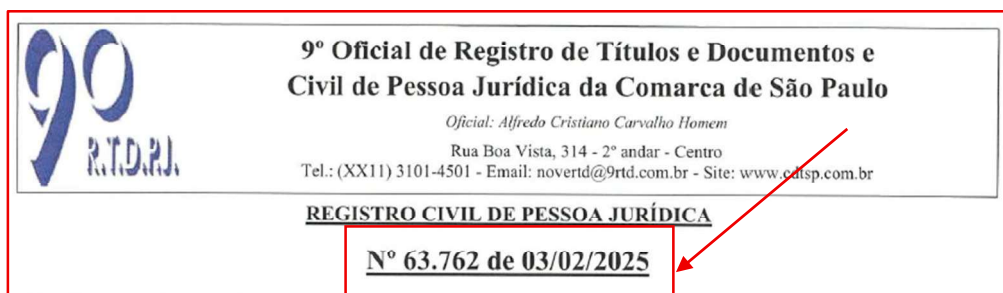 9º Oficial de Registro de Títulos e Documentos e
Civil de Pessoa Jurídica da Comarca de São Paulo
Oficial: Alfredo Cristiano Carvalho Homem
Rua Boa Vista, 314 - 2º andar - Centro
Tel.: (XX11) 3101-4501 - Email: novertd@9rtd.com.br - Site: www.cdtsp.com.br
9º
R.T.D.P.J.
REGISTRO CIVIL DE PESSOA JURÍDICA
Nº 63.762 de 03/02/2025